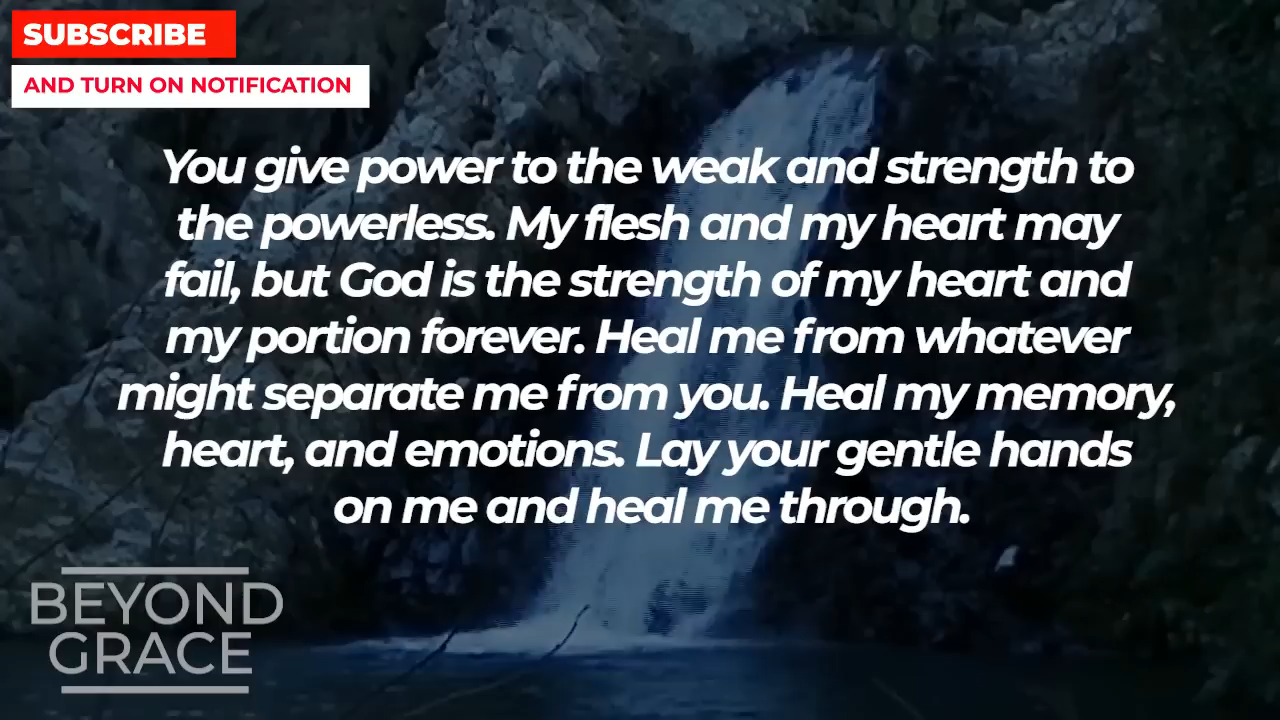 SUBSCRIBE
AND TURN ON NOTIFICATION
You give power to the weak and strength to
the powerless. My flesh and my heart may
fail, but God is the strength of my heart and
my portion forever. Heal me from whatever
might separate me from you. Heal my memory,
heart, and emotions. Lay your gentle hands
on me and heal me through.
BEYOND
GRACE